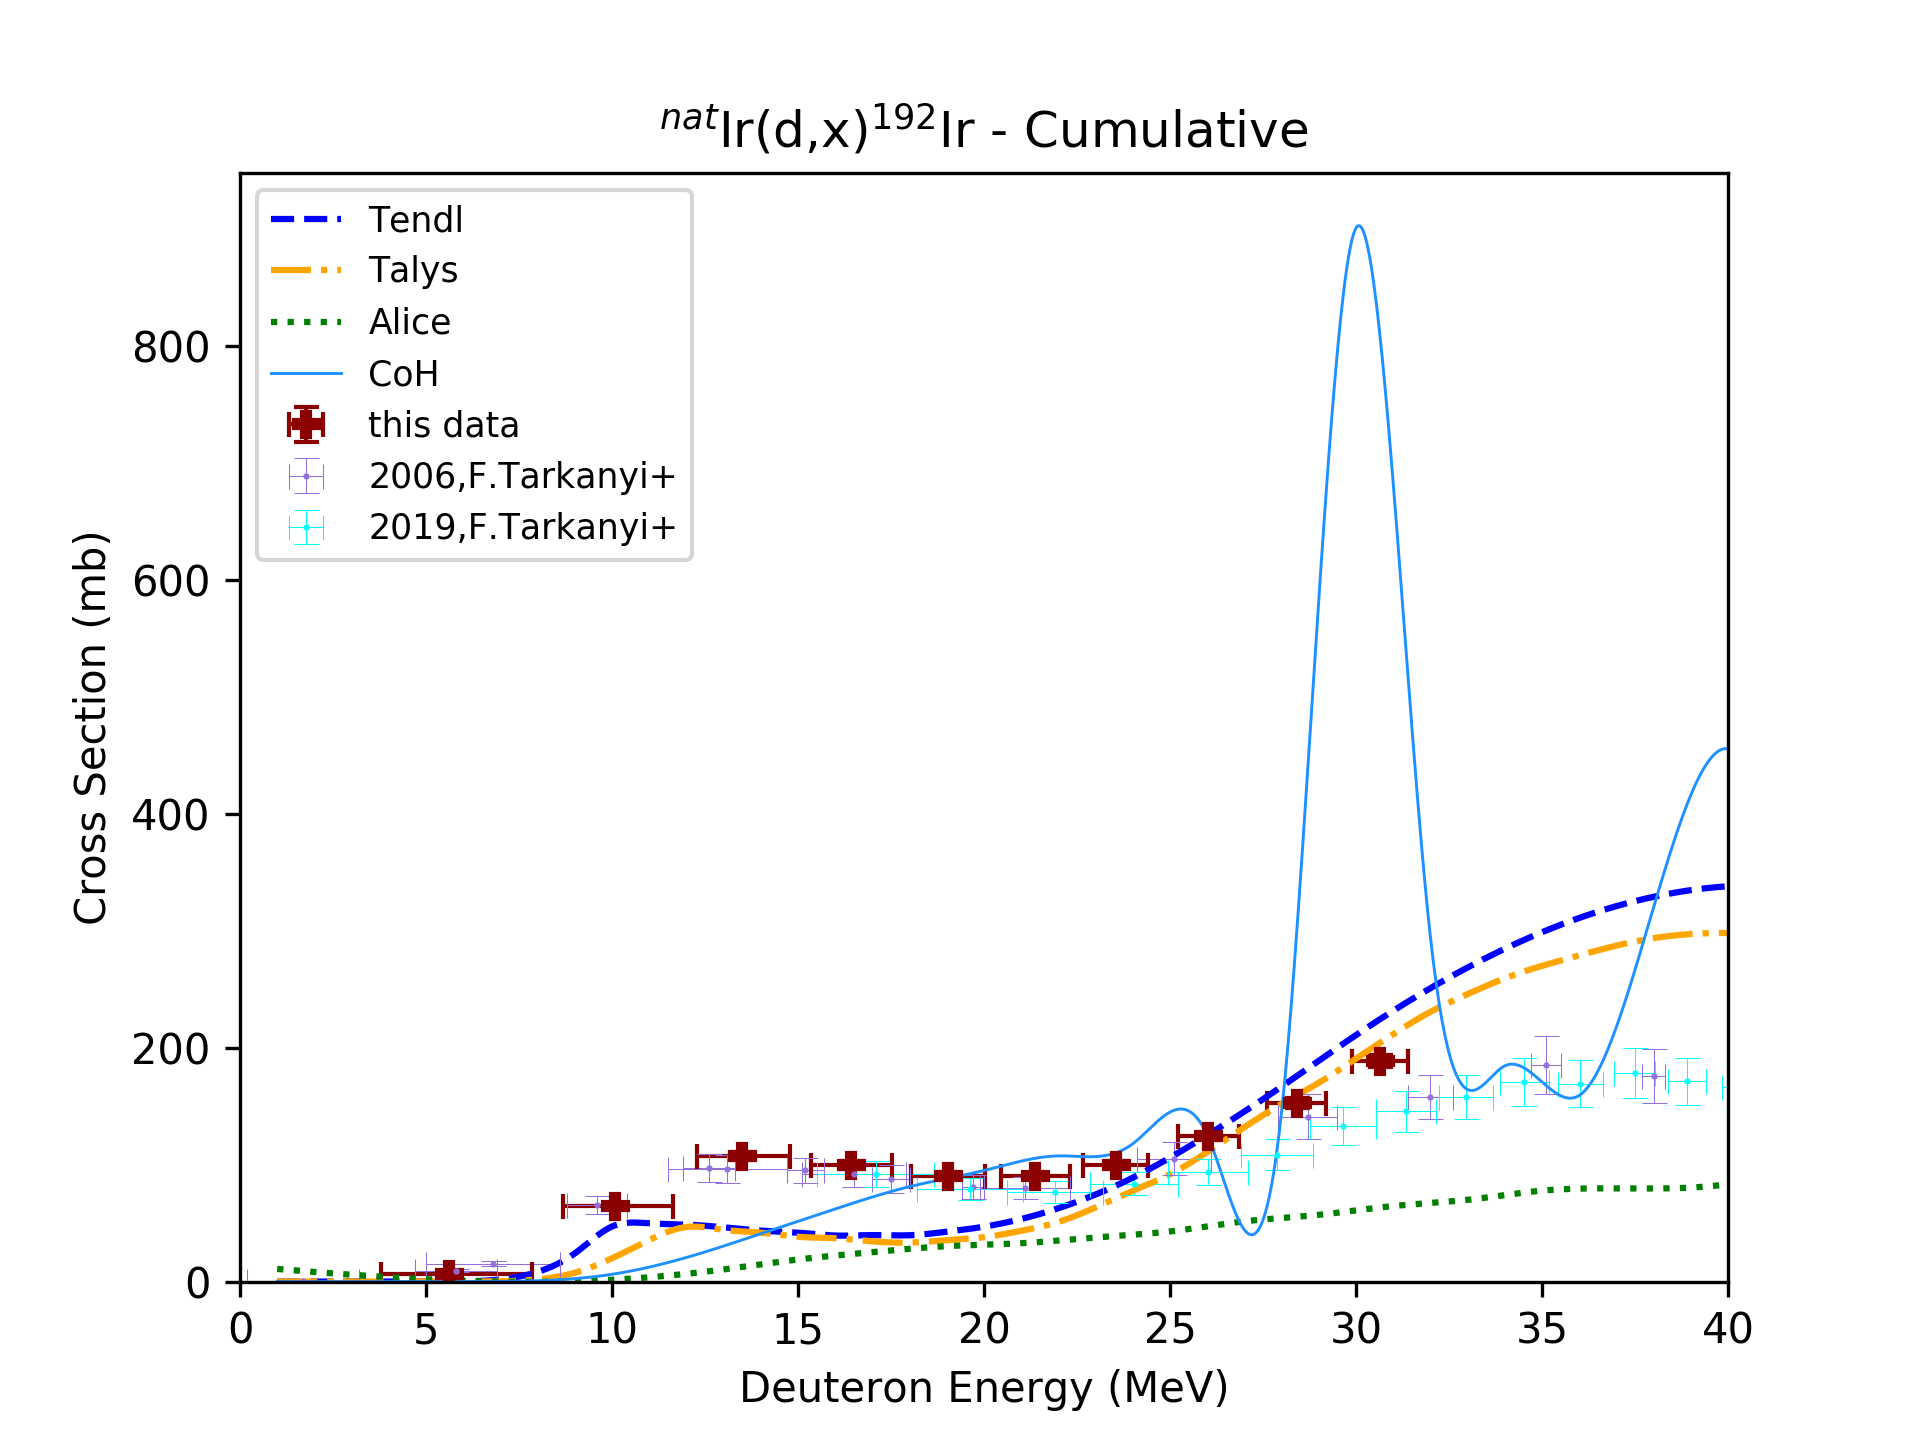 natIr(d,x)192Ir - Cumulative
Tendl
Talys
Alice
CoH
this data
2006,F.Tarkanyi+
2019,F.Tarkanyi+
Cross Section (mb)
800
600
400
200
0
0 5 10 15 20 25 30 35 40
Deuteron Energy (MeV)